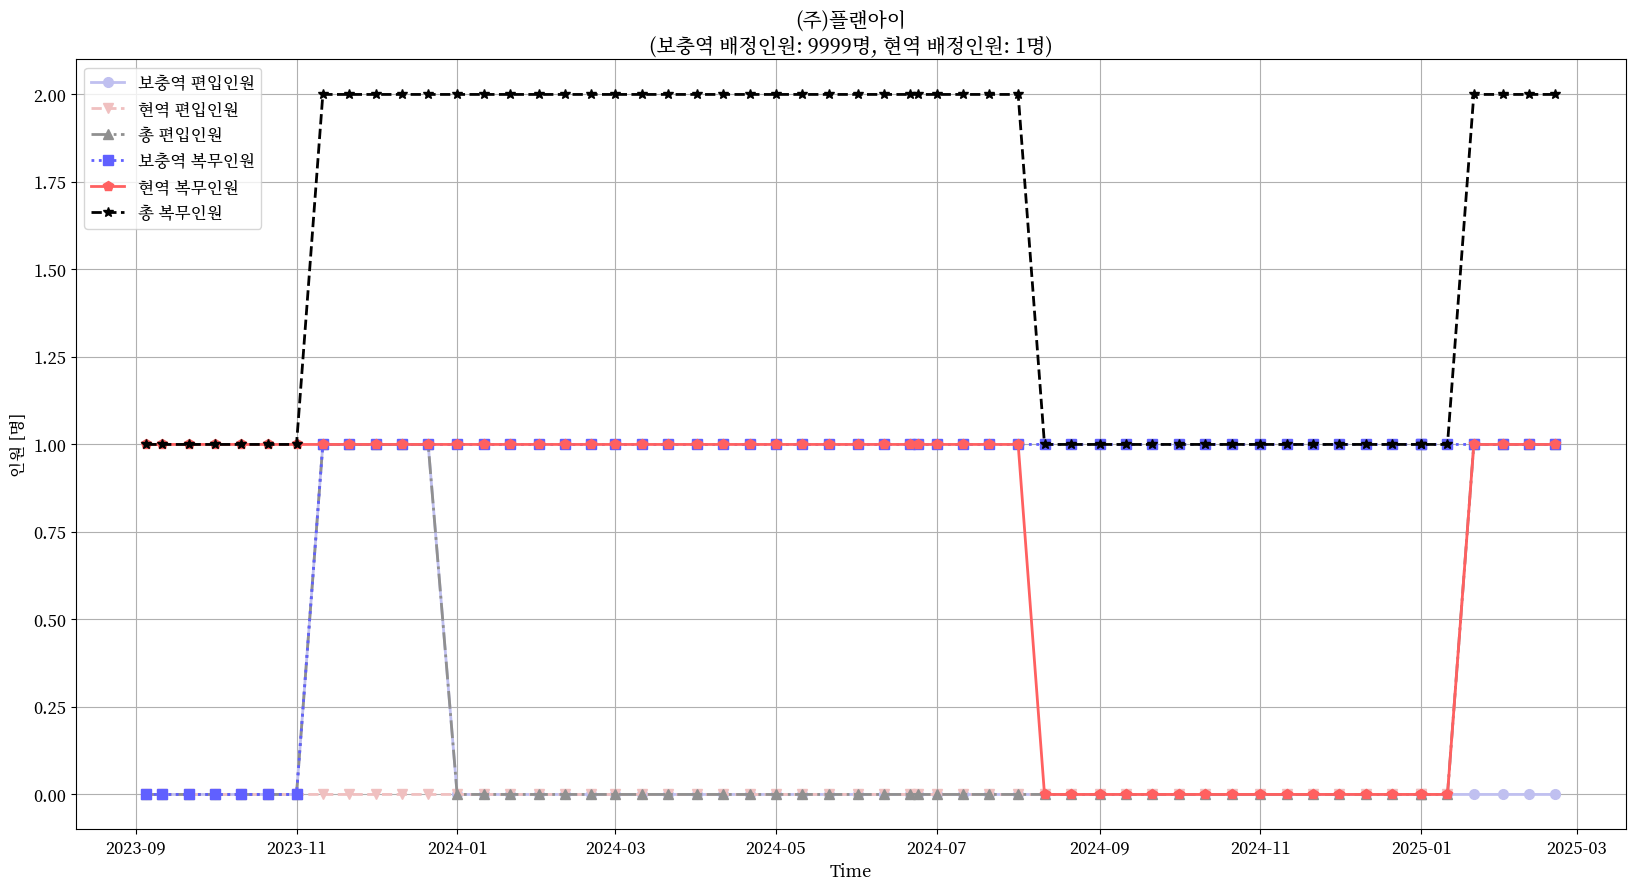 (주)플랜아이
(보충역 배정인원: 9999명, 현역 배정인원: 1명)
보충역 편입인원
현역 편입인원
총 편입인원
보충역 복무인원
현역 복무인원
총 복무인원
2.00
1.75
1.50
1.25
1.00
0.75
0.50
0.25
0.00
인원 [명]
2023-09 2023-11 2024-01 2024-03 2024-05 2024-07 2024-09 2024-11 2025-01 2025-03
Time